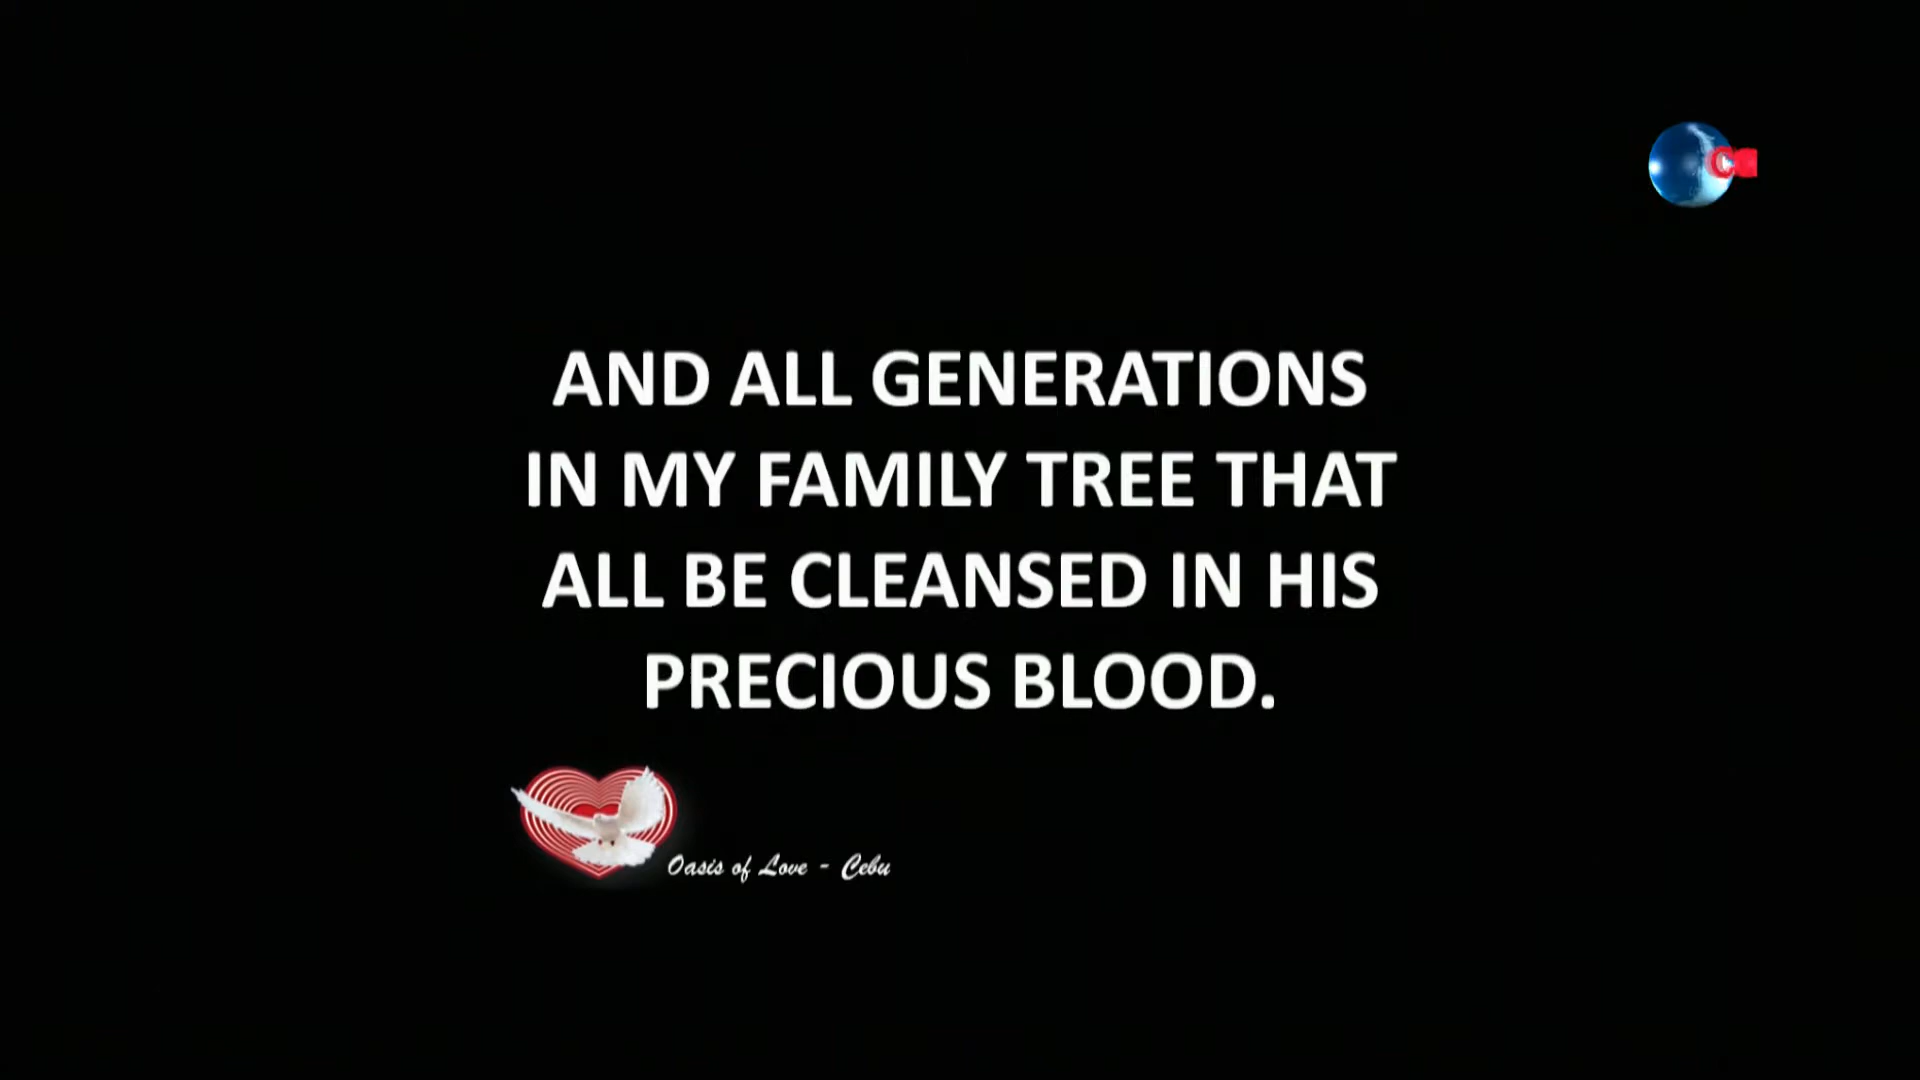 AND ALL GENERATIONS
IN MY FAMILY TREE THAT
ALL BE CLEANSED IN HIS
PRECIOUS BLOOD.
Oasis of Love - Cebu